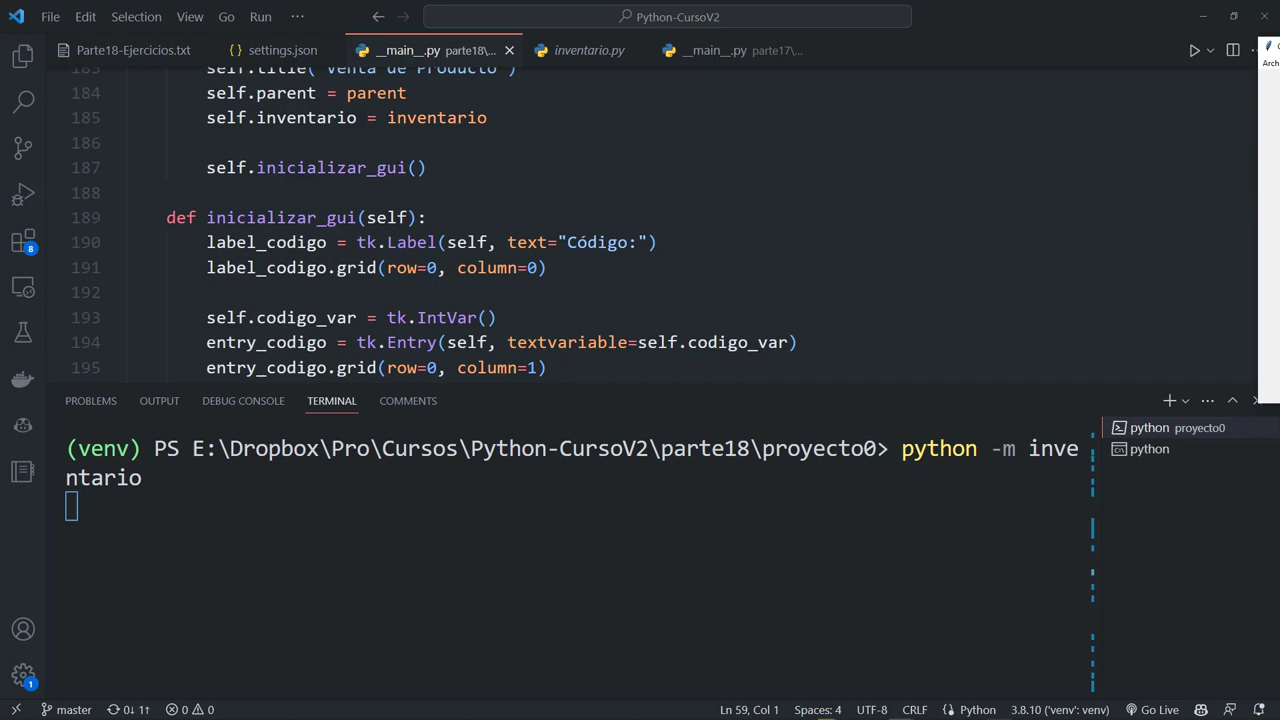 File Edit Selection View Go Run ··· Python-CursoV2
Parte18-Ejercicios.txt settings.json __main__.py parte18\... inventario.py __main__.py parte17\...
Arch
183 self.title("Venta de Producto")
184 self.parent = parent
185 self.inventario = inventario
186
187 self.inicializar_gui()
188
189 def inicializar_gui(self):
190 label_codigo = tk.Label(self, text="Código:")
191 label_codigo.grid(row=0, column=0)
192
193 self.codigo_var = tk.IntVar()
194 entry_codigo = tk.Entry(self, textvariable=self.codigo_var)
195 entry_codigo.grid(row=0, column=1)
8
PROBLEMS OUTPUT DEBUG CONSOLE TERMINAL COMMENTS
(venv) PS E:\Dropbox\Pro\Cursos\Python-CursoV2\parte18\proyecto0> python -m inve
ntario
python proyecto0
python
1
master 0↓ 1↑ 0 0 Ln 59, Col 1 Spaces: 4 UTF-8 CRLF Python 3.8.10 ('venv': venv) Go Live